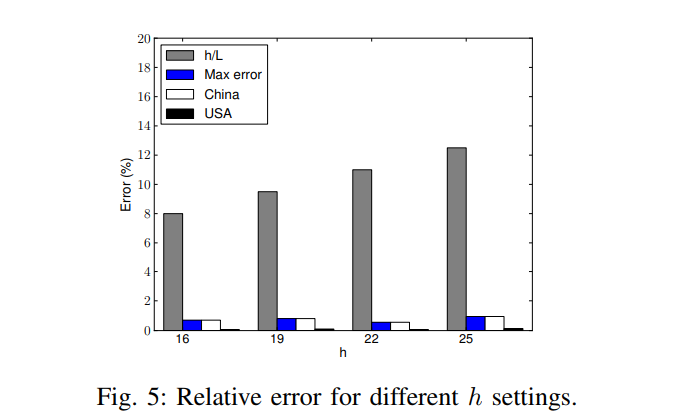 20
18
16
14
12
10
8
6
4
2
0
Error (%)
h/L
Max error
China
USA
16 19 22 25
h
Fig. 5: Relative error for different h settings.